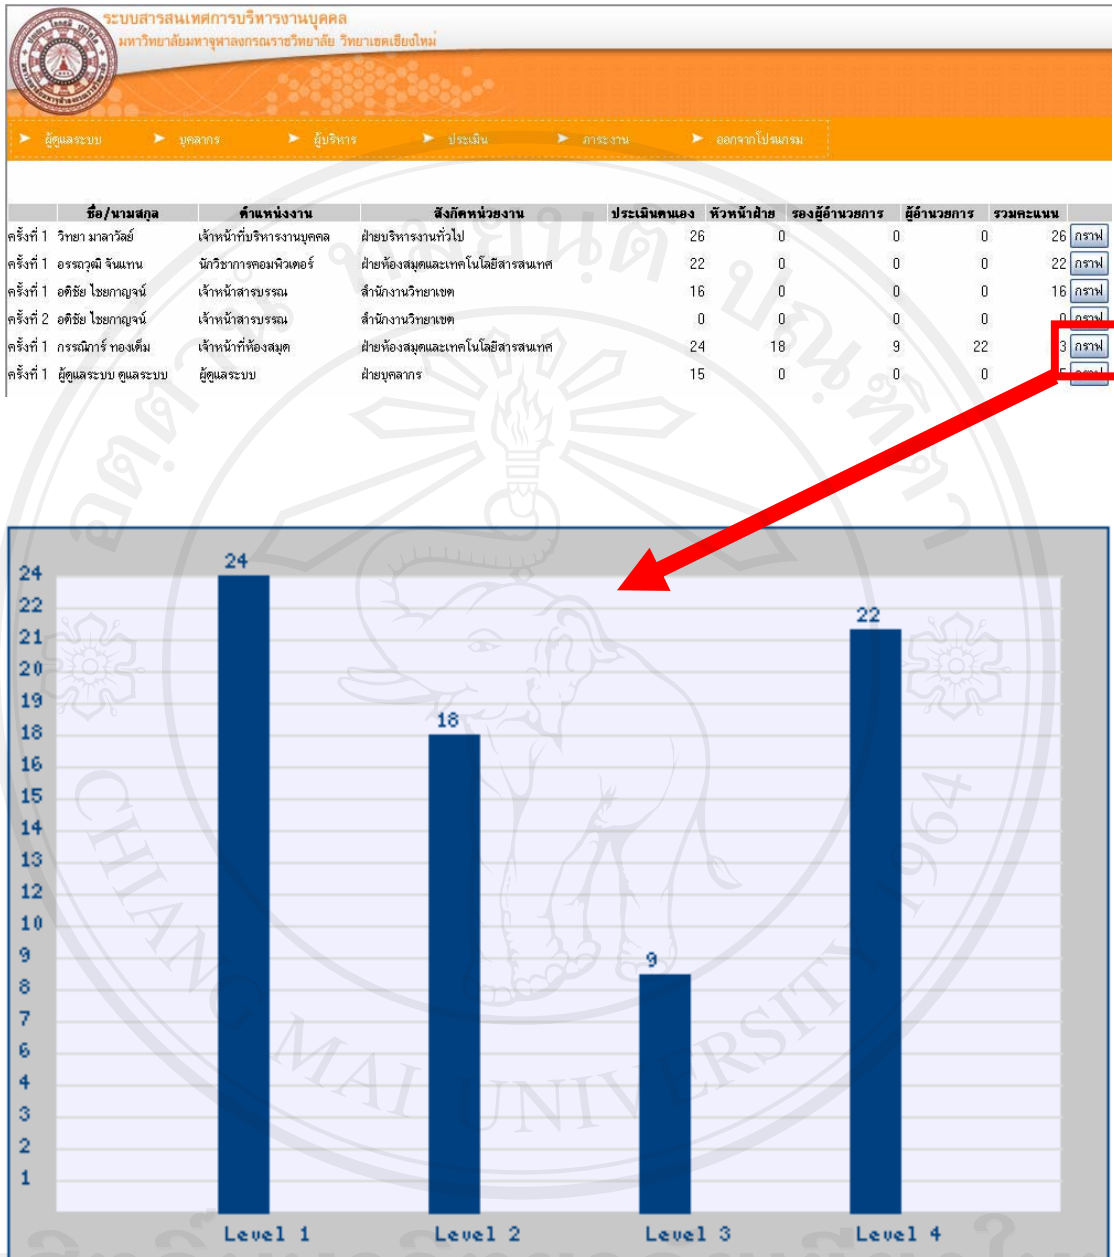 ระบบสารสนเทศการบริหารงานบุคคล
มหาวิทยาลัยมหาจุฬาลงกรณราชวิทยาลัย วิทยาเขตเชียงใหม่
ผู้ดูแลระบบ บุคลากร ผู้บริหาร ประเมิน ภาระงาน ออกจากโปรแกรม
ชื่อ/นามสกุล ตำแหน่งงาน สังกัดหน่วยงาน ประเมินตนเอง หัวหน้าฝ่าย รองผู้อำนวยการ ผู้อำนวยการ รวมคะแนน
ครั้งที่ 1 วิทยา มาลาวัลย์ เจ้าหน้าที่บริหารงานบุคคล ฝ่ายบริหารงานทั่วไป 26 0 0 0 26 กราฟ
ครั้งที่ 1 อรรถวุฒิ จันแทน นักวิชาการคอมพิวเตอร์ ฝ่ายห้องสมุดและเทคโนโลยีสารสนเทศ 22 0 0 0 22 กราฟ
ครั้งที่ 1 อดิชัย ไชยกาญจน์ เจ้าหน้าสารบรรณ สำนักงานวิทยาเขต 16 0 0 0 16 กราฟ
ครั้งที่ 2 อดิชัย ไชยกาญจน์ เจ้าหน้าสารบรรณ สำนักงานวิทยาเขต 0 0 0 0 0 กราฟ
ครั้งที่ 1 กรรณิการ์ ทองเต็ม เจ้าหน้าที่ห้องสมุด ฝ่ายห้องสมุดและเทคโนโลยีสารสนเทศ 24 18 9 22 3 กราฟ
ครั้งที่ 1 ผู้ดูแลระบบ ดูแลระบบ ผู้ดูแลระบบ ฝ่ายบุคลากร 15 0 0 0 5 กราฟ
24
24
22
22
21
20
19
18
18
16
15
14
13
12
10
9
9
8
7
6
4
3
2
1
Level 1 Level 2 Level 3 Level 4
CHIANG MAI UNIVERSITY 1964